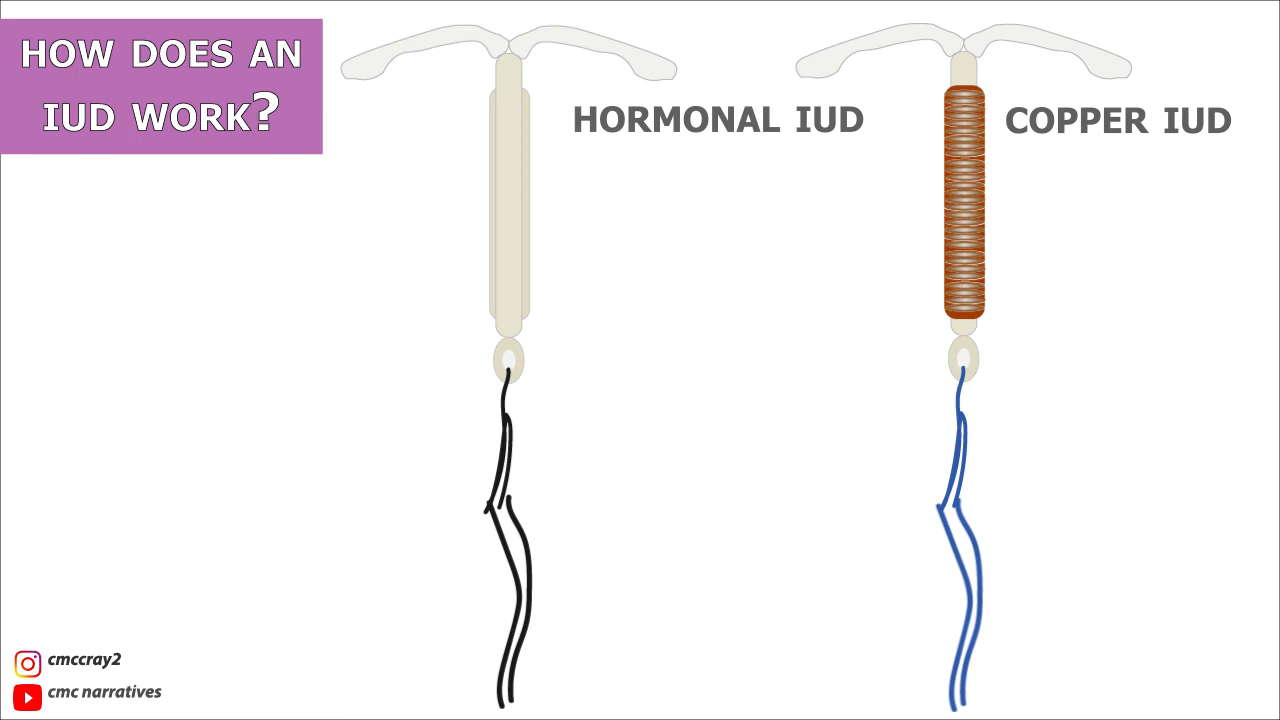 HOW DOES AN
IUD WORK?
HORMONAL IUD
COPPER IUD
cmccray2
cmc narratives